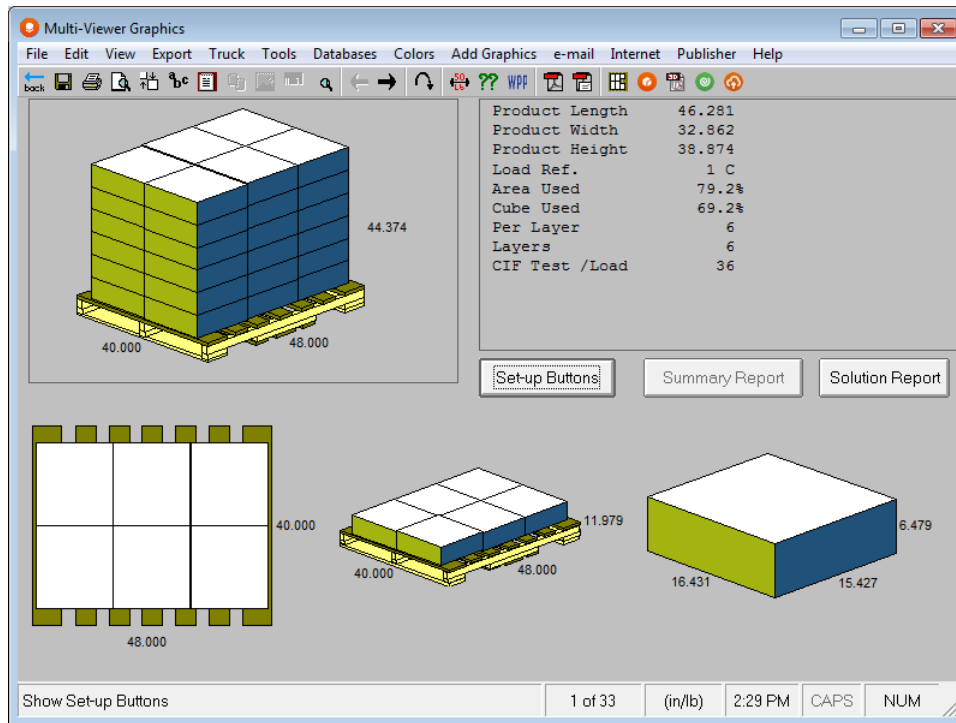 Multi-Viewer Graphics
File Edit View Export Truck Tools Databases Colors Add Graphics e-mail Internet Publisher Help
back abc 50 Lb ?? WPF
Product Length 46.281
Product Width 32.862
Product Height 38.874
Load Ref. 1 C
Area Used 79.2%
Cube Used 69.2%
Per Layer 6
Layers 6
CIF Test /Load 36
44.374
40.000 48.000
Set-up Buttons Summary Report Solution Report
40.000
48.000
11.979
40.000 48.000
6.479
16.431 15.427
Show Set-up Buttons 1 of 33 (in/lb) 2:29 PM CAPS NUM